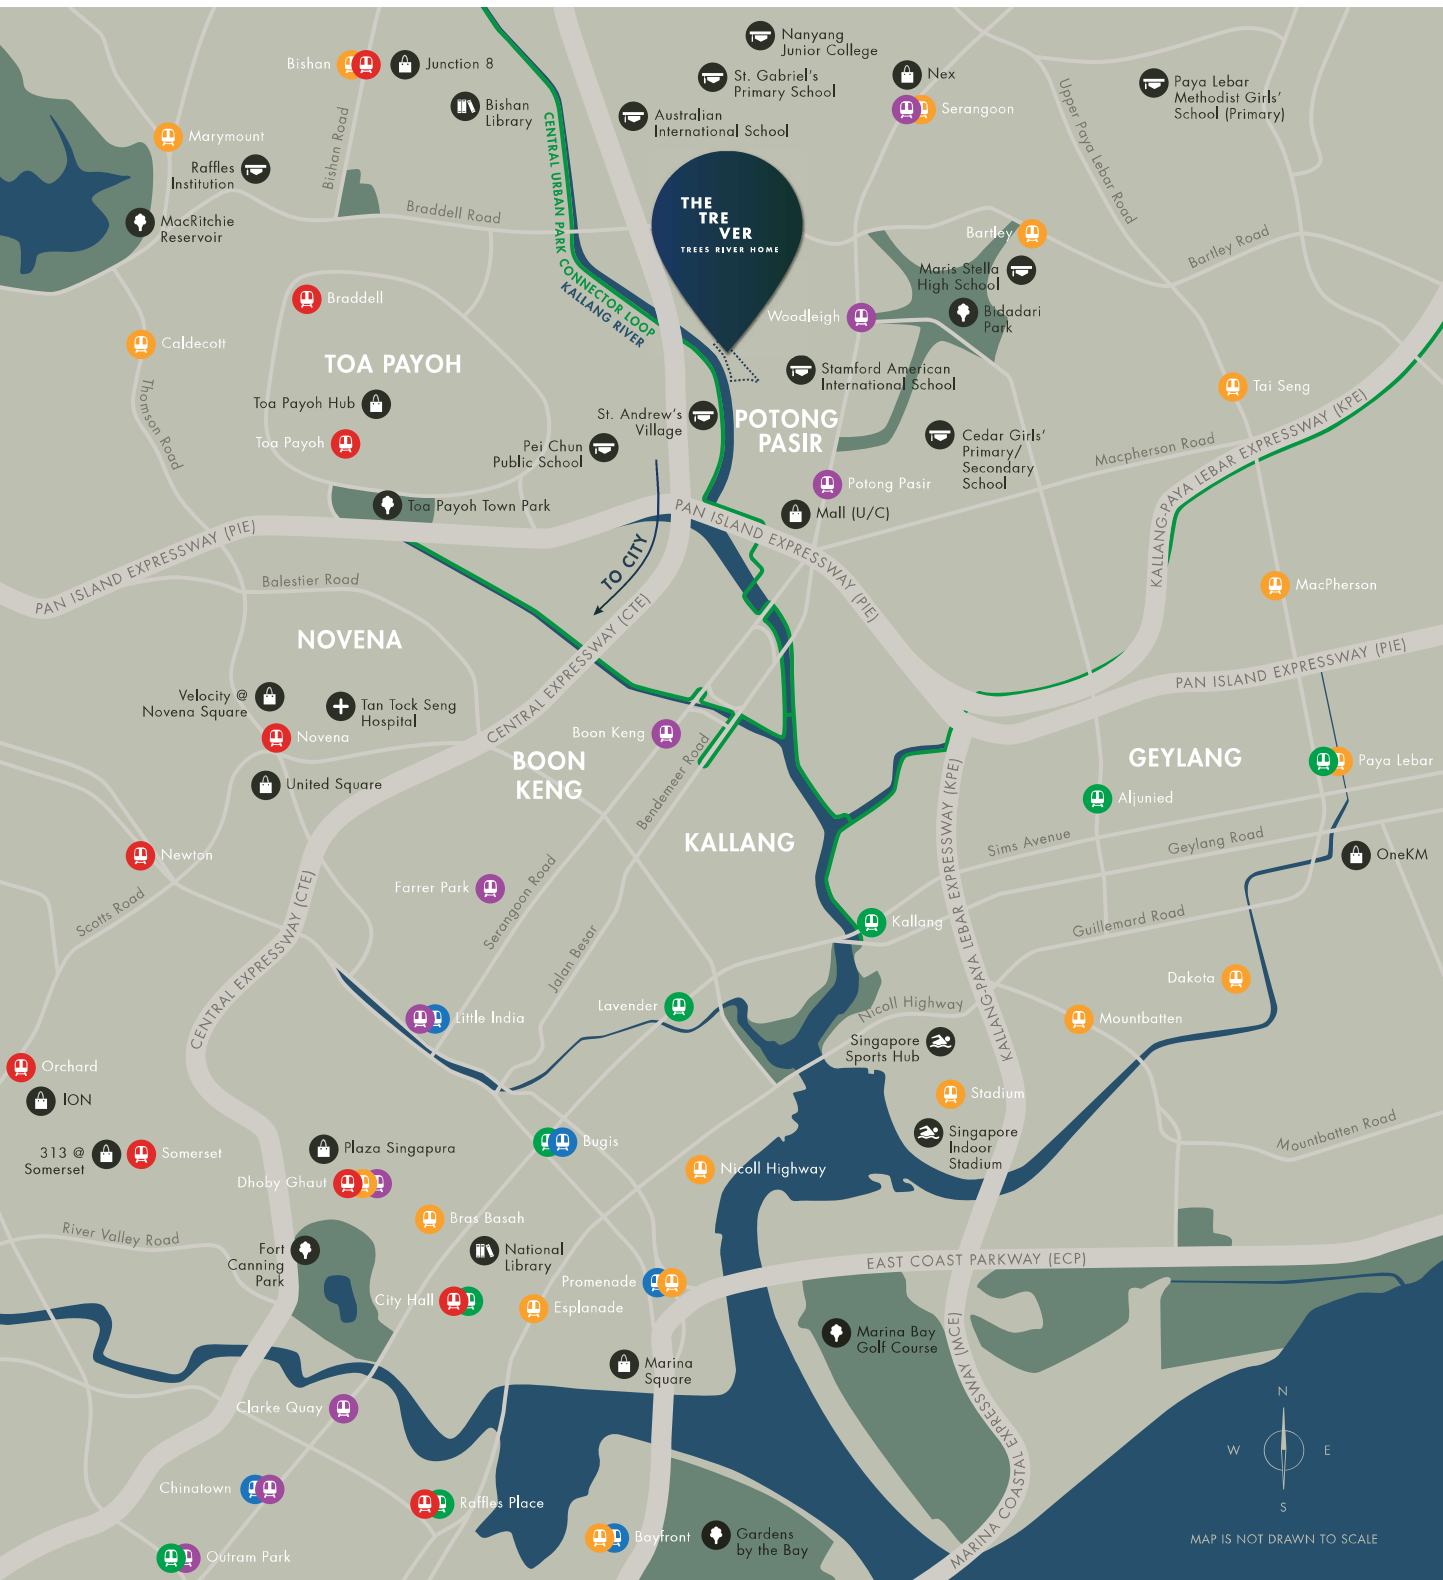 Nanyang
Junior College
Bishan
Junction 8
St. Gabriel's
Primary School
Nex
Upper Paya Lebar Road
Paya Lebar
Methodist Girls'
School (Primary)
Bishan
Library
Serangoon
Australian
International School
Marymount
Bishan Road
CENTRAL URBAN PARK CONNECTOR LOOP
KALLANG RIVER
Raffles
Institution
THE
TRE
VER
TREES RIVER HOME
Braddell Road
MacRitchie
Reservoir
Bartley
Bartley Road
Maris Stella
High School
Braddell
Bidadari
Park
Woodleigh
Caldecott
TOA PAYOH
Stamford American
International School
Tai Seng
Thomson Road
Toa Payoh Hub
St. Andrew's
Village
POTONG
PASIR
Toa Payoh
Pei Chun
Public School
Cedar Girls'
Primary/
Secondary
School
Macpherson Road
KALLANG-PAYA LEBAR EXPRESSWAY (KPE)
Potong Pasir
Toa Payoh Town Park
Mall (U/C)
PAN ISLAND EXPRESSWAY (PIE)
PAN ISLAND EXPRESSWAY (PIE)
TO CITY
Balestier Road
MacPherson
NOVENA
CENTRAL EXPRESSWAY (CTE)
PAN ISLAND EXPRESSWAY (PIE)
Velocity @
Novena Square
Tan Tock Seng
Hospital
Novena
Boon Keng
BOON
KENG
Bendemeer Road
GEYLANG
Paya Lebar
United Square
Aljunied
KALLANG
Sims Avenue
Geylang Road
Newton
OneKM
KALLANG-PAYA LEBAR EXPRESSWAY (KPE)
Farrer Park
Scotts Road
Serangoon Road
CENTRAL EXPRESSWAY (CTE)
Kallang
Guillemard Road
Jalan Besar
Dakota
Lavender
Nicoll Highway
Little India
Mountbatten
Singapore
Sports Hub
Orchard
ION
Stadium
Bugis
Singapore
Indoor
Stadium
Mountbatten Road
313 @
Somerset
Somerset
Plaza Singapura
Dhoby Ghaut
Nicoll Highway
Bras Basah
River Valley Road
Fort
Canning
Park
National
Library
EAST COAST PARKWAY (ECP)
Promenade
City Hall
Esplanade
Marina Bay
Golf Course
Marina
Square
MARINA COASTAL EXPRESSWAY (MCE)
Clarke Quay
N
W
E
S
Chinatown
Raffles Place
Bayfront
Gardens
by the Bay
MAP IS NOT DRAWN TO SCALE
Outram Park